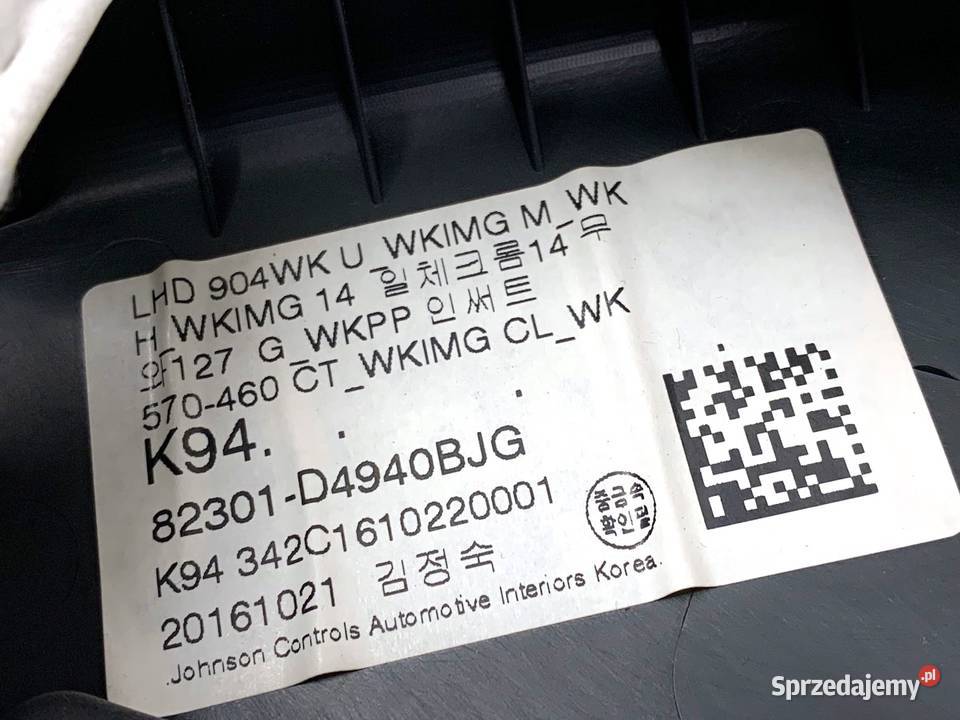 LHD 904WK U_WKIMG M_WK
H_WKIMG 14 일체크롬14 무
와127 G_WKPP 인써트
570-460 CT_WKIMG CL_WK
K94. . .
82301-D4940BJG
K94 342C1610220001
중금속
확인필
20161021 김정숙
.Johnson Controls Automotive Interiors Korea.
Sprzedajemy.pl